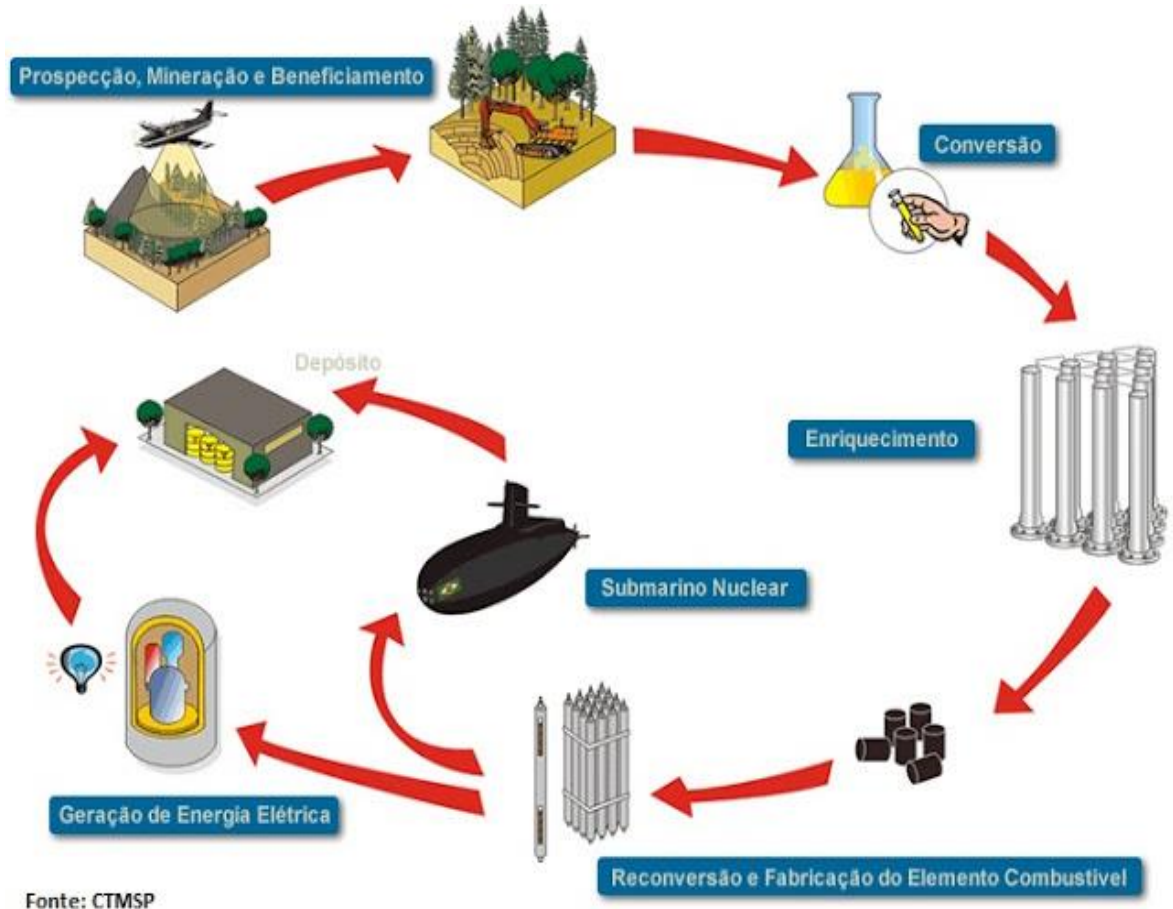 Prospecção, Mineração e Beneficiamento
Conversão
Depósito
Enriquecimento
Submarino Nuclear
Geração de Energia Elétrica
Reconversão e Fabricação do Elemento Combustível
Fonte: CTMSP